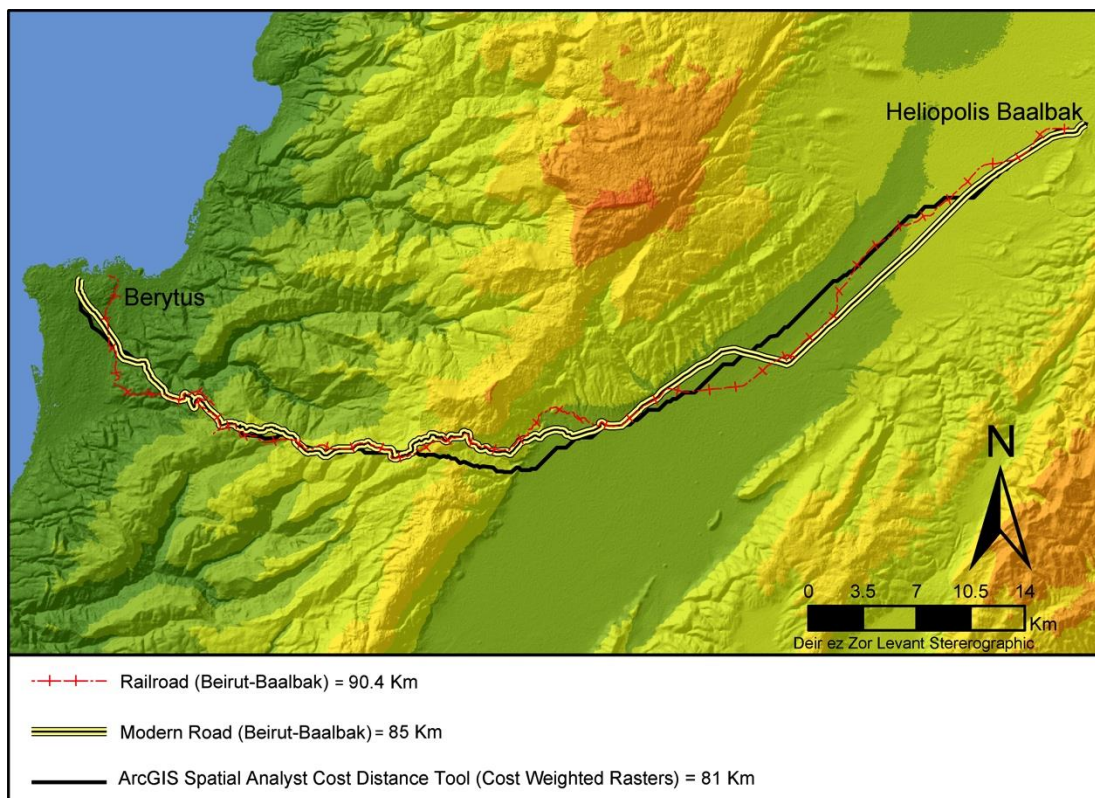 Heliopolis Baalbak
Berytus
N
0 3.5 7 10.5 14
Km
Deir ez Zor Levant Stererographic
Railroad (Beirut-Baalbak) = 90.4 Km
Modern Road (Beirut-Baalbak) = 85 Km
ArcGIS Spatial Analyst Cost Distance Tool (Cost Weighted Rasters) = 81 Km